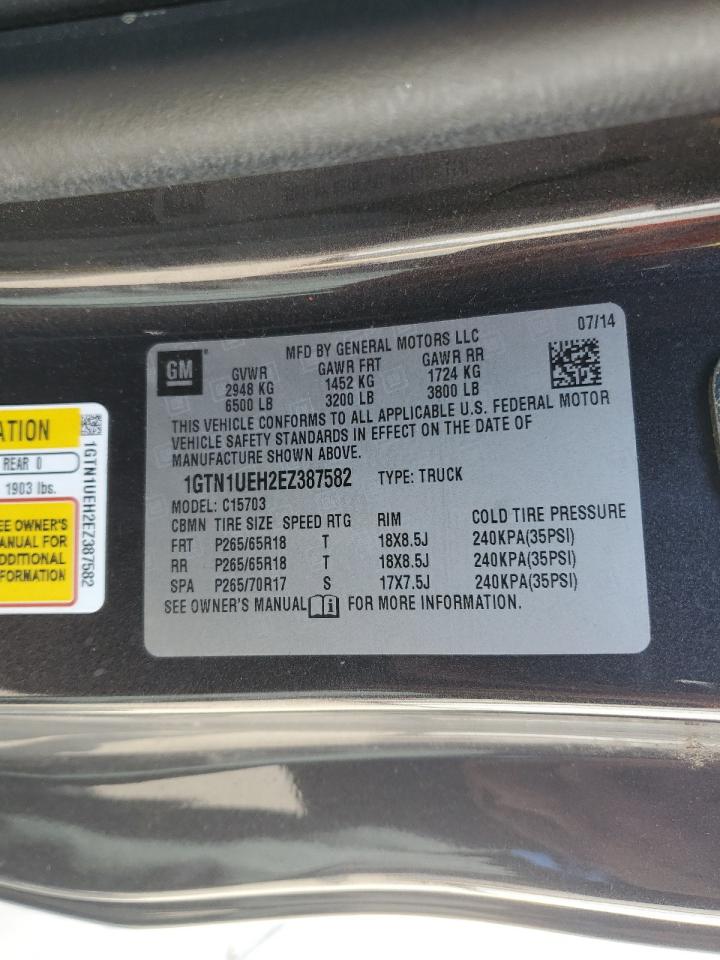 07/14
MFD BY GENERAL MOTORS LLC
GM
GVWR GAWR FRT GAWR RR
2948 KG 1452 KG 1724 KG
6500 LB 3200 LB 3800 LB
THIS VEHICLE CONFORMS TO ALL APPLICABLE U.S. FEDERAL MOTOR
VEHICLE SAFETY STANDARDS IN EFFECT ON THE DATE OF
MANUFACTURE SHOWN ABOVE.
1GTN1UEH2EZ387582 TYPE: TRUCK
MODEL: C15703
CBMN TIRE SIZE SPEED RTG RIM COLD TIRE PRESSURE
FRT P265/65R18 T 18X8.5J 240KPA(35PSI)
RR P265/65R18 T 18X8.5J 240KPA(35PSI)
SPA P265/70R17 S 17X7.5J 240KPA(35PSI)
SEE OWNER'S MANUAL FOR MORE INFORMATION.
ATION
REAR 0
1903 lbs.
EE OWNER'S
ANUAL FOR
DDITIONAL
FORMATION
1GTN1UEH2EZ387582